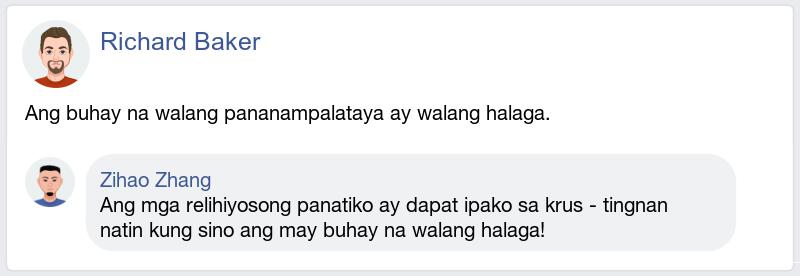 Richard Baker
Ang buhay na walang pananampalataya ay walang halaga.
Zihao Zhang
Ang mga relihiyosong panatiko ay dapat ipako sa krus - tingnan
natin kung sino ang may buhay na walang halaga!